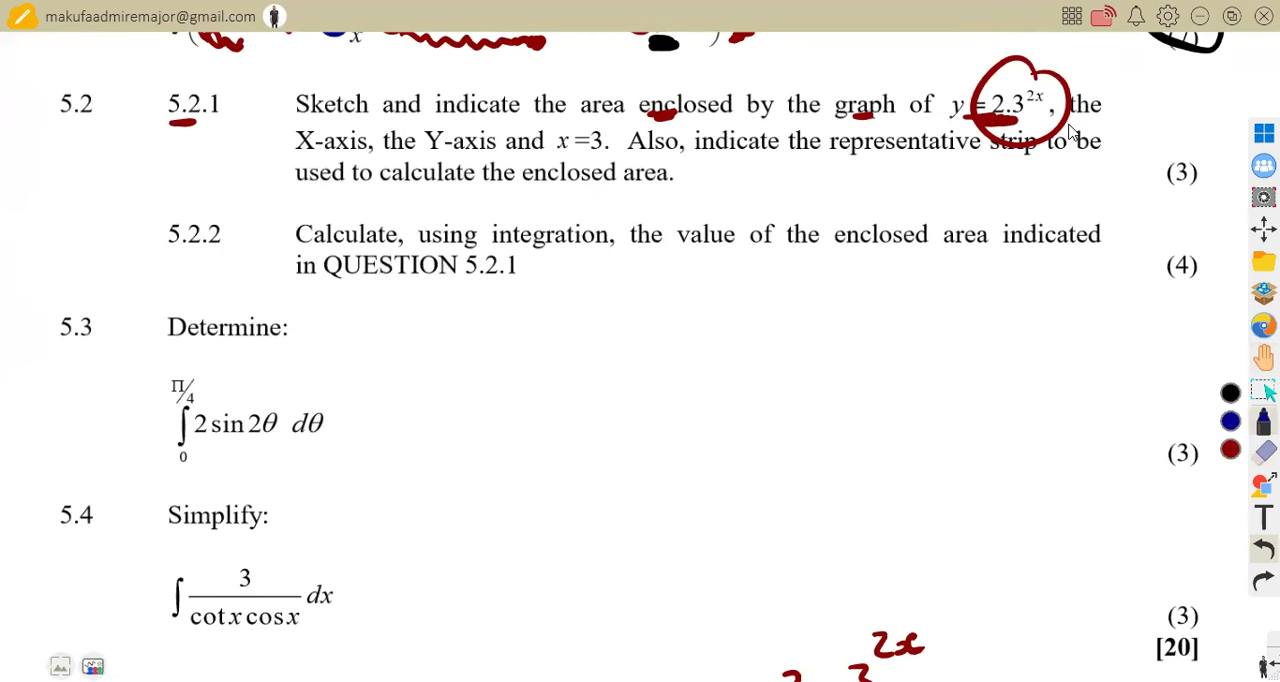 makufaadmiremajor@gmail.com
x
5.2 5.2.1 Sketch and indicate the area enclosed by the graph of y = 2.3^{2x}, the
X-axis, the Y-axis and x =3. Also, indicate the representative strip to be
used to calculate the enclosed area. (3)
5.2.2 Calculate, using integration, the value of the enclosed area indicated
in QUESTION 5.2.1 (4)
5.3 Determine:
∫_0^{Π/4} 2 sin 2θ dθ
(3)
5.4 Simplify:
∫ 3 / (cot x cos x) dx
(3)
[20]
2x
T